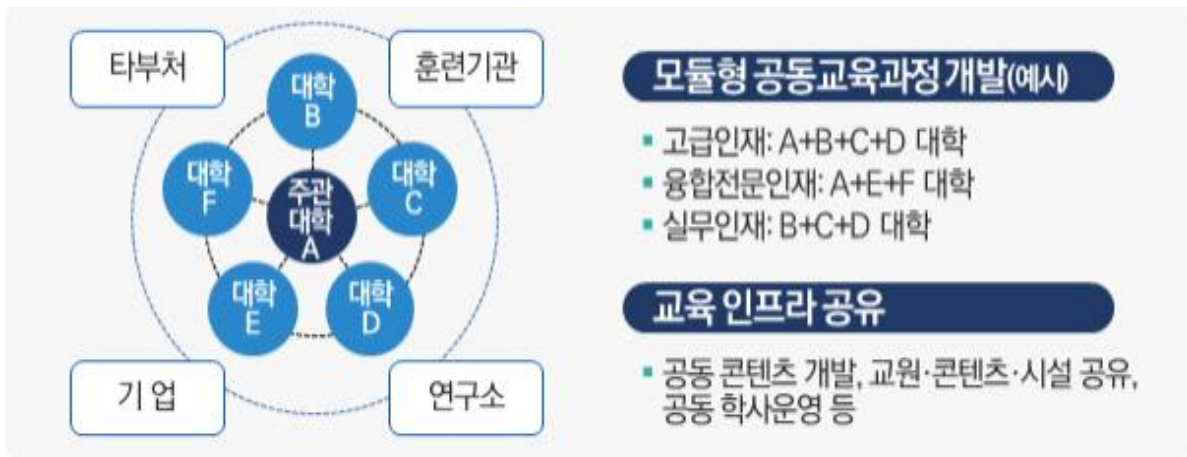 타부처
훈련기관
대학
B
대학
F
주관
대학
A
대학
C
대학
E
대학
D
기 업
연구소
모듈형 공동교육과정 개발(예시)
▪ 고급인재: A+B+C+D 대학
▪ 융합전문인재: A+E+F 대학
▪ 실무인재: B+C+D 대학
교육 인프라 공유
▪ 공동 콘텐츠 개발, 교원·콘텐츠·시설 공유,
공동 학사운영 등